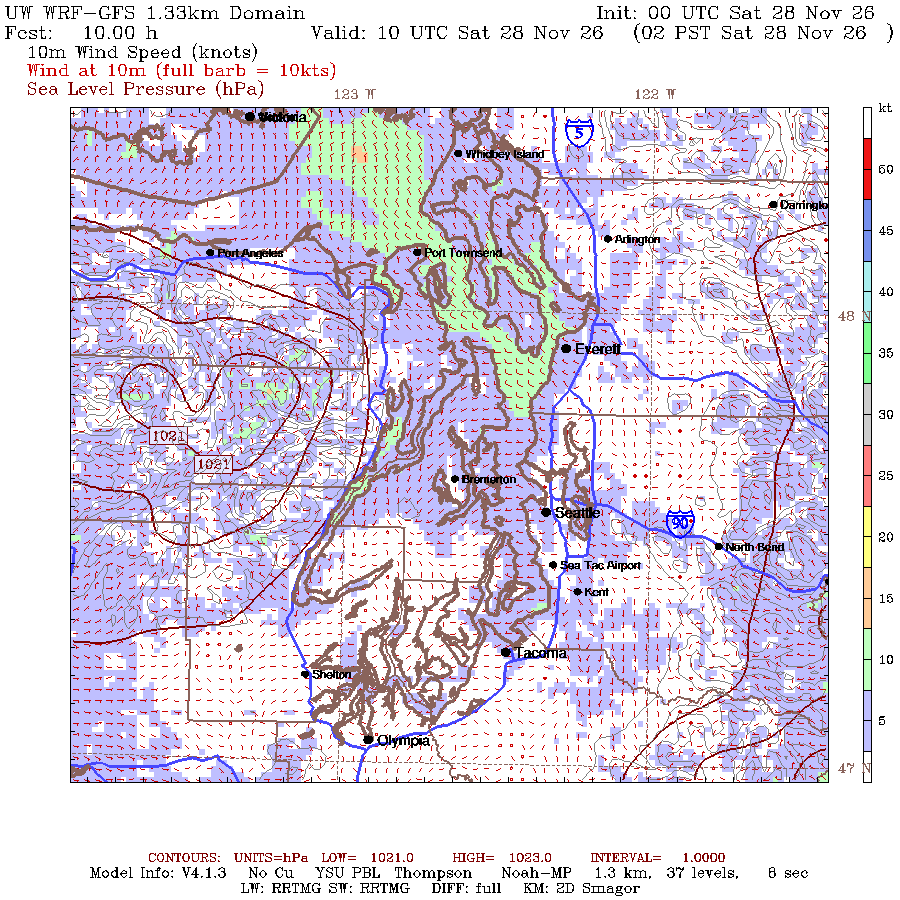 UW WRF-GFS 1.33km Domain Init: 00 UTC Sat 28 Nov 26
Fcst: 10.00 h Valid: 10 UTC Sat 28 Nov 26 (02 PST Sat 28 Nov 26 )
10m Wind Speed (knots)
Wind at 10m (full barb = 10kts)
Sea Level Pressure (hPa)
123 W 122 W
kt
Victoria
5
Whidbey Island
50
Darringto
45
Arlington
Port Angeles
Port Townsend
40
48 N
Everett
35
30
1021
1021
25
Bremerton
Seattle
90
20
North Bend
Sea Tac Airport
Kent
15
Tacoma
10
Shelton
5
Olympia
47 N
CONTOURS: UNITS=hPa LOW= 1021.0 HIGH= 1023.0 INTERVAL= 1.0000
Model Info: V4.1.3 No Cu YSU PBL Thompson Noah-MP 1.3 km, 37 levels, 8 sec
LW: RRTMG SW: RRTMG DIFF: full KM: 2D Smagor